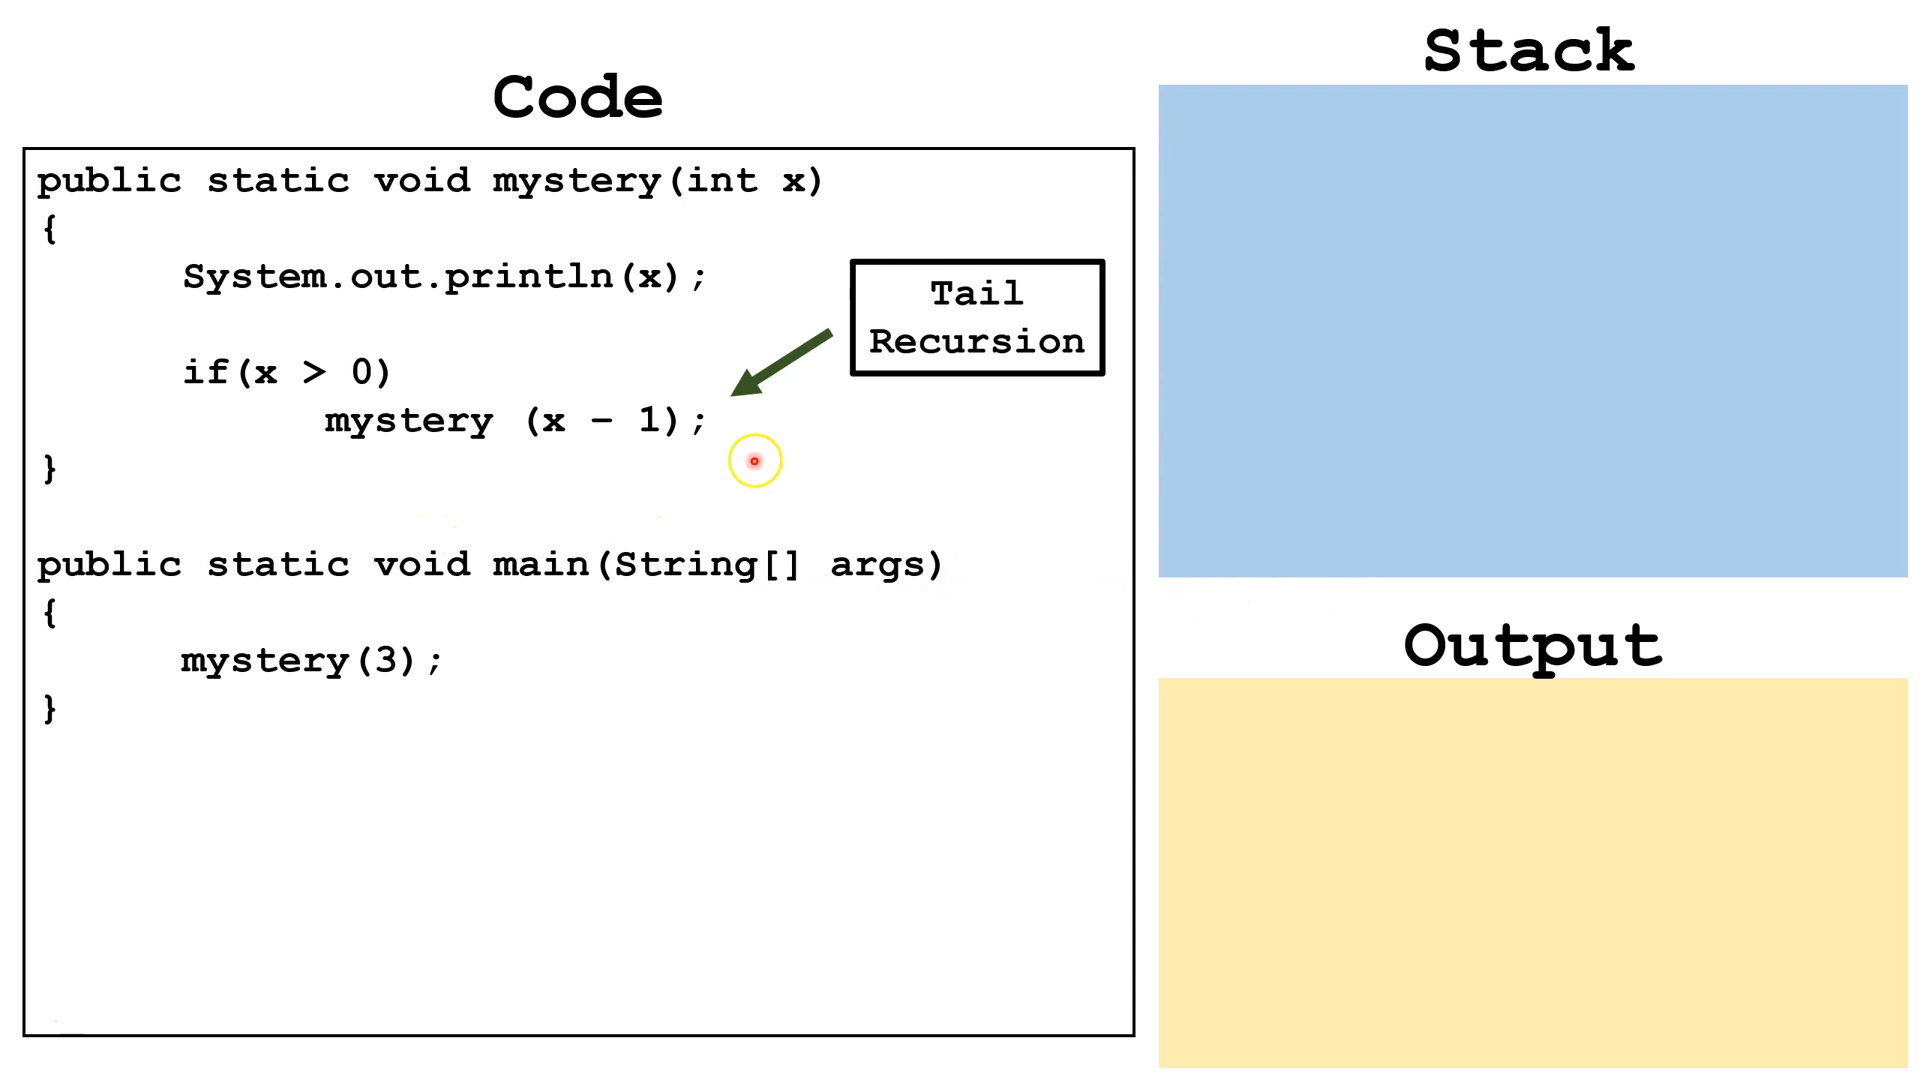 Code
public static void mystery(int x)
{
System.out.println(x);
if(x > 0)
mystery (x – 1);
}
public static void main(String[] args)
{
mystery(3);
}
Tail
Recursion
Stack
Output